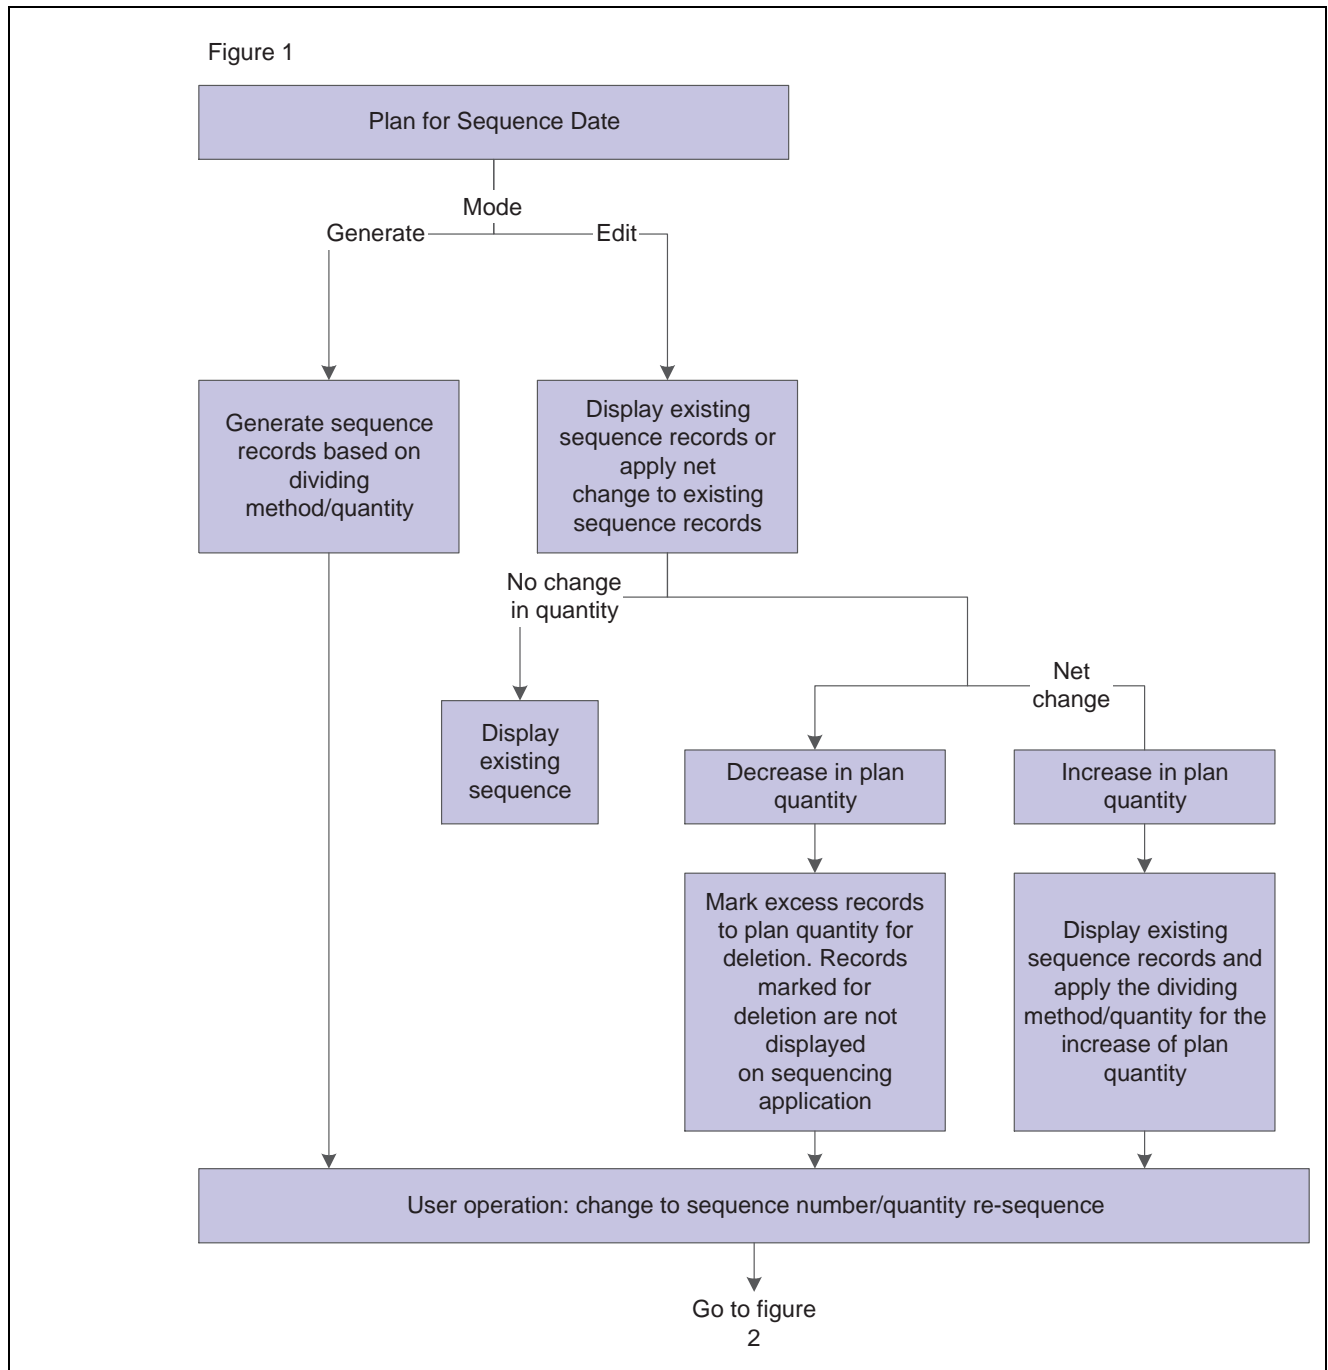 Figure 1
Plan for Sequence Date
Mode
Generate
Edit
Generate sequence
records based on
dividing
method/quantity
Display existing
sequence records or
apply net
change to existing
sequence records
No change
in quantity
Net
change
Display
existing
sequence
Decrease in plan
quantity
Increase in plan
quantity
Mark excess records
to plan quantity for
deletion. Records
marked for
deletion are not
displayed
on sequencing
application
Display existing
sequence records and
apply the dividing
method/quantity for the
increase of plan
quantity
User operation: change to sequence number/quantity re-sequence
Go to figure
2